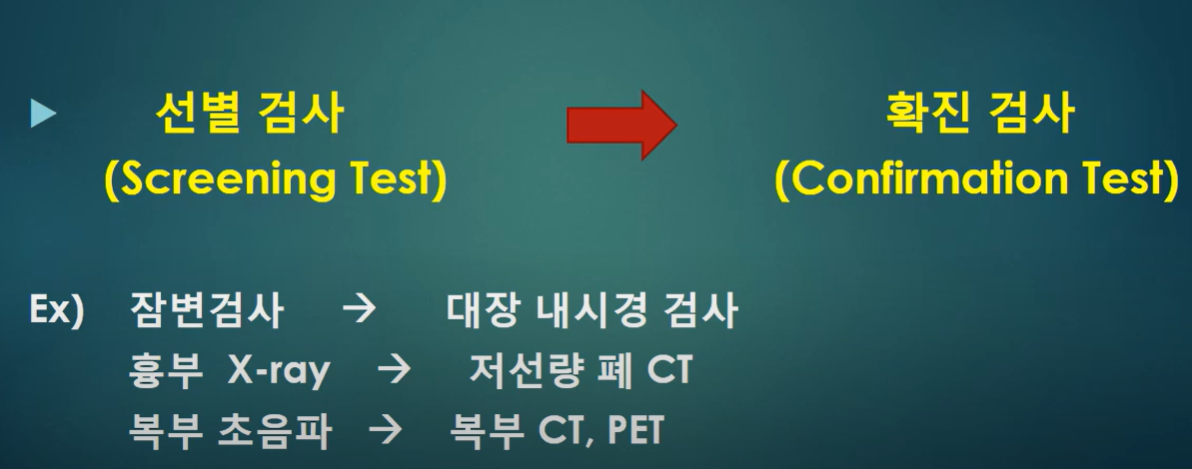 선별 검사 확진 검사
(Screening Test) (Confirmation Test)
Ex) 잠변검사 → 대장 내시경 검사
흉부 X-ray → 저선량 폐 CT
복부 초음파 → 복부 CT, PET